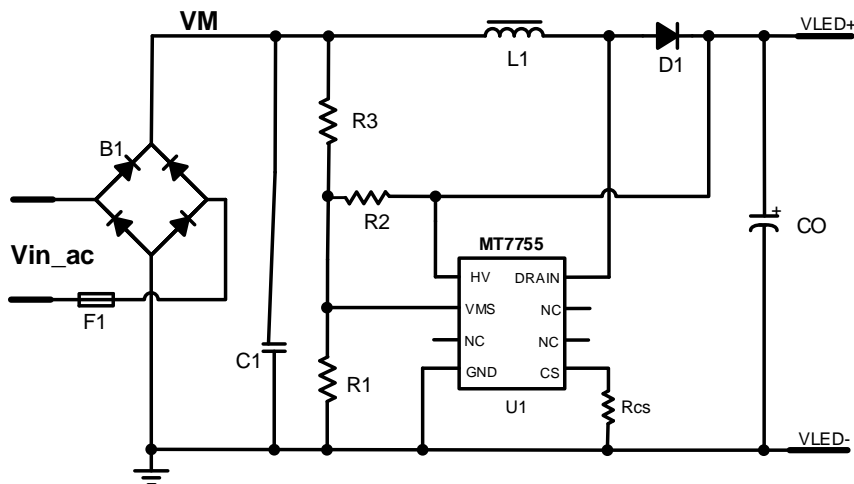 VM
VLED+
L1
D1
R3
B1
R2
+
CO
MT7755
Vin_ac
HV
DRAIN
VMS
NC
F1
NC
NC
C1
R1
GND
CS
Rcs
U1
VLED-